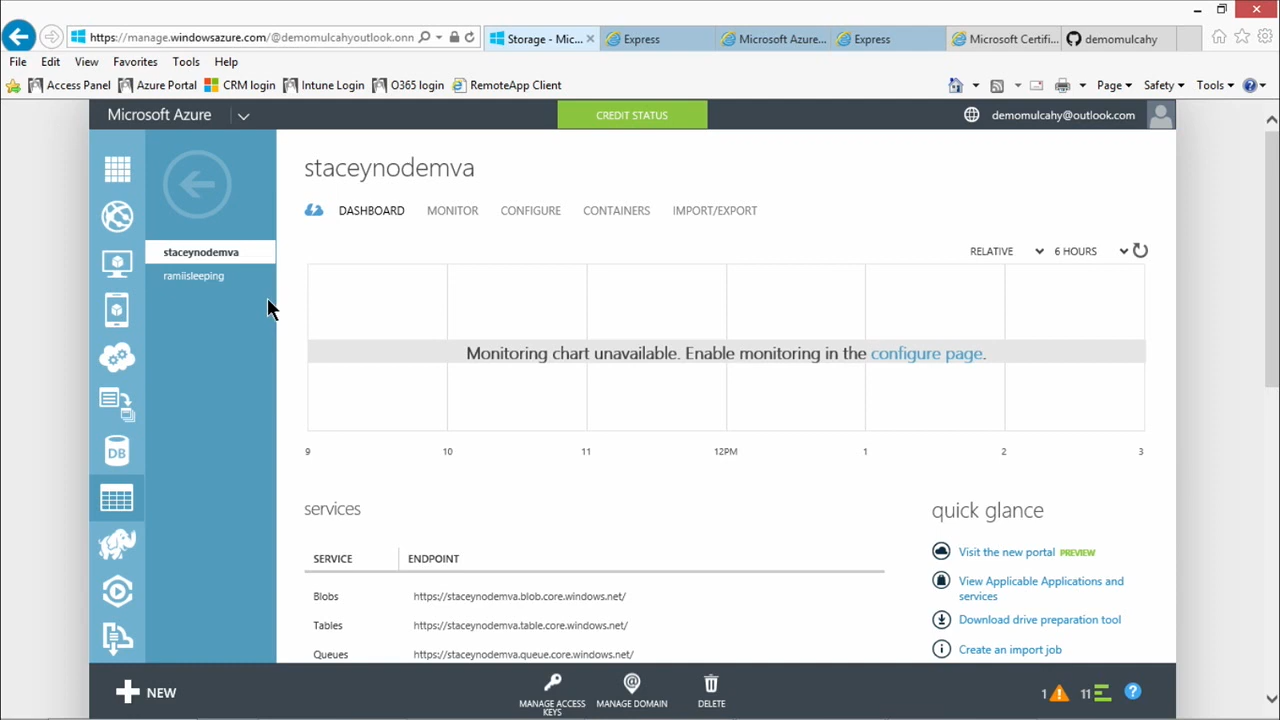 https://manage.windowsazure.com/@demomulcahyoutlook.onn
Storage - Mic...
Express
Microsoft Azure...
Express
Microsoft Certifi...
demomulcahy
File Edit View Favorites Tools Help
Access Panel Azure Portal CRM login Intune Login O365 login RemoteApp Client
Page Safety Tools
Microsoft Azure
CREDIT STATUS
demomulcahy@outlook.com
staceynodemva
ramiisleeping
staceynodemva
DASHBOARD MONITOR CONFIGURE CONTAINERS IMPORT/EXPORT
RELATIVE 6 HOURS
Monitoring chart unavailable. Enable monitoring in the configure page.
9 10 11 12PM 1 2 3
services
SERVICE ENDPOINT
Blobs https://staceynodemva.blob.core.windows.net/
Tables https://staceynodemva.table.core.windows.net/
Queues https://staceynodemva.queue.core.windows.net/
quick glance
Visit the new portal PREVIEW
View Applicable Applications and
services
Download drive preparation tool
Create an import job
DB
NEW
MANAGE ACCESS
KEYS
MANAGE DOMAIN
DELETE
1
11
?